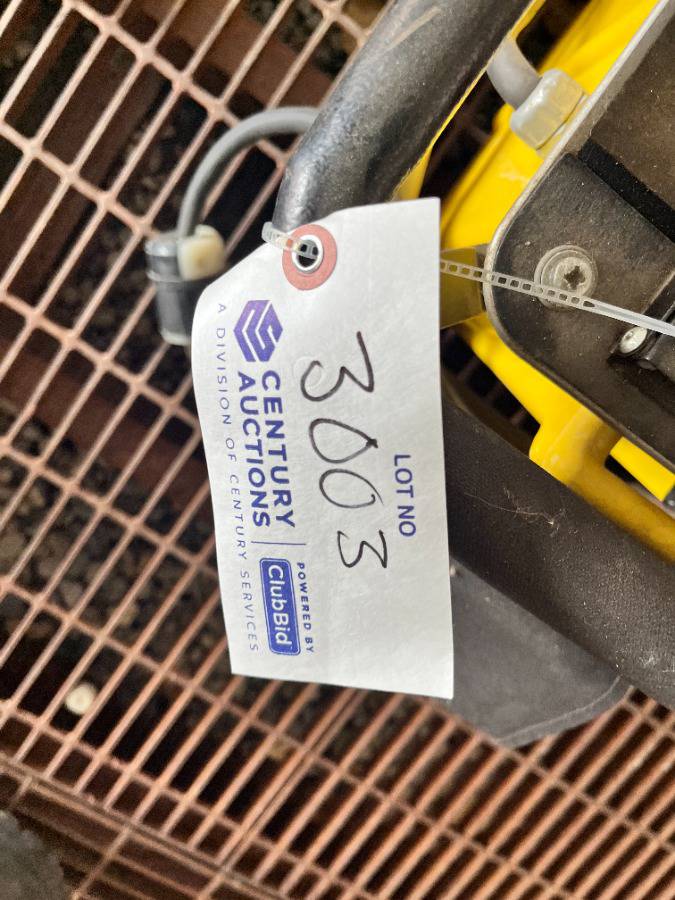 LOT NO
3003
CENTURY
AUCTIONS
POWERED BY
ClubBid
A DIVISION OF CENTURY SERVICES